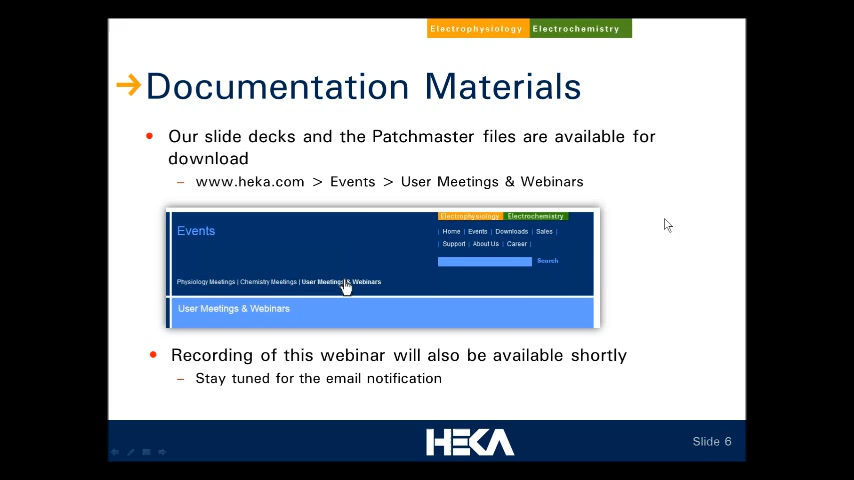 Electrophysiology Electrochemistry
Documentation Materials
• Our slide decks and the Patchmaster files are available for
download
– www.heka.com > Events > User Meetings & Webinars
Electrophysiology Electrochemistry
Events
| Home | Events | Downloads | Sales |
| Support | About Us | Career |
Search
Physiology Meetings | Chemistry Meetings | User Meetings & Webinars
User Meetings & Webinars
• Recording of this webinar will also be available shortly
– Stay tuned for the email notification
HEKA
Slide 6